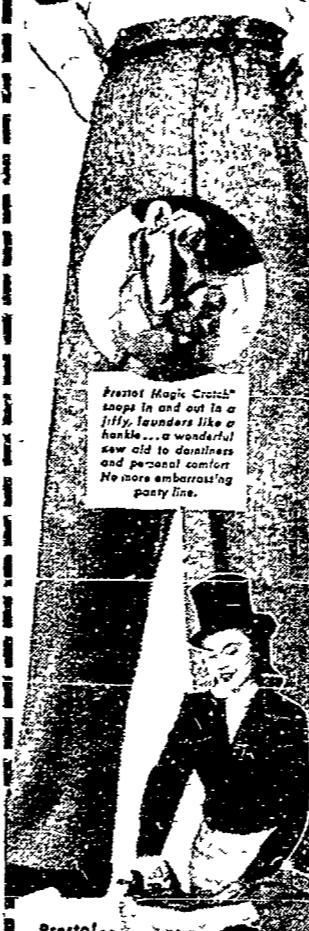 Presto! Magic Crotch*
snaps in and out in a
jiffy, launders like a
hankie...a wonderful
new aid to daintiness
and personal comfort
No more embarrassing
panty line.
Presto!